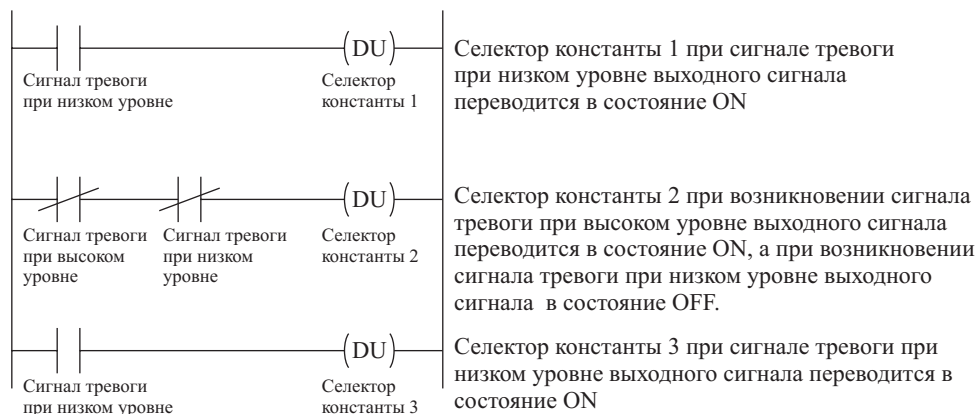 (DU)
Селектор константы 1 при сигнале тревоги
при низком уровне выходного сигнала
переводится в состояние ON
Сигнал тревоги
при низком уровне
Селектор
константы 1
(DU)
Селектор константы 2 при возникновении сигнала
тревоги при высоком уровне выходного сигнала
переводится в состояние ON, а при возникновении
сигнала тревоги при низком уровне выходного
сигнала в состояние OFF.
Сигнал тревоги
при высоком
уровне
Сигнал тревоги
при низком
уровне
Селектор
константы 2
(DU)
Селектор константы 3 при сигнале тревоги при
низком уровне выходного сигнала переводится в
состояние ON
Сигнал тревоги
при низком уровне
Селектор
константы 3